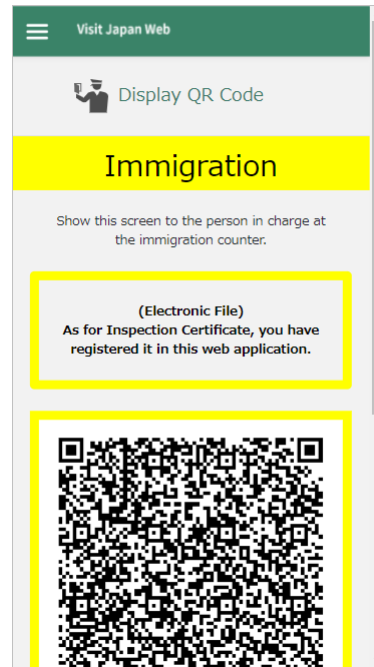 Visit Japan Web
Display QR Code
Immigration
Show this screen to the person in charge at
the immigration counter.
(Electronic File)
As for Inspection Certificate, you have
registered it in this web application.